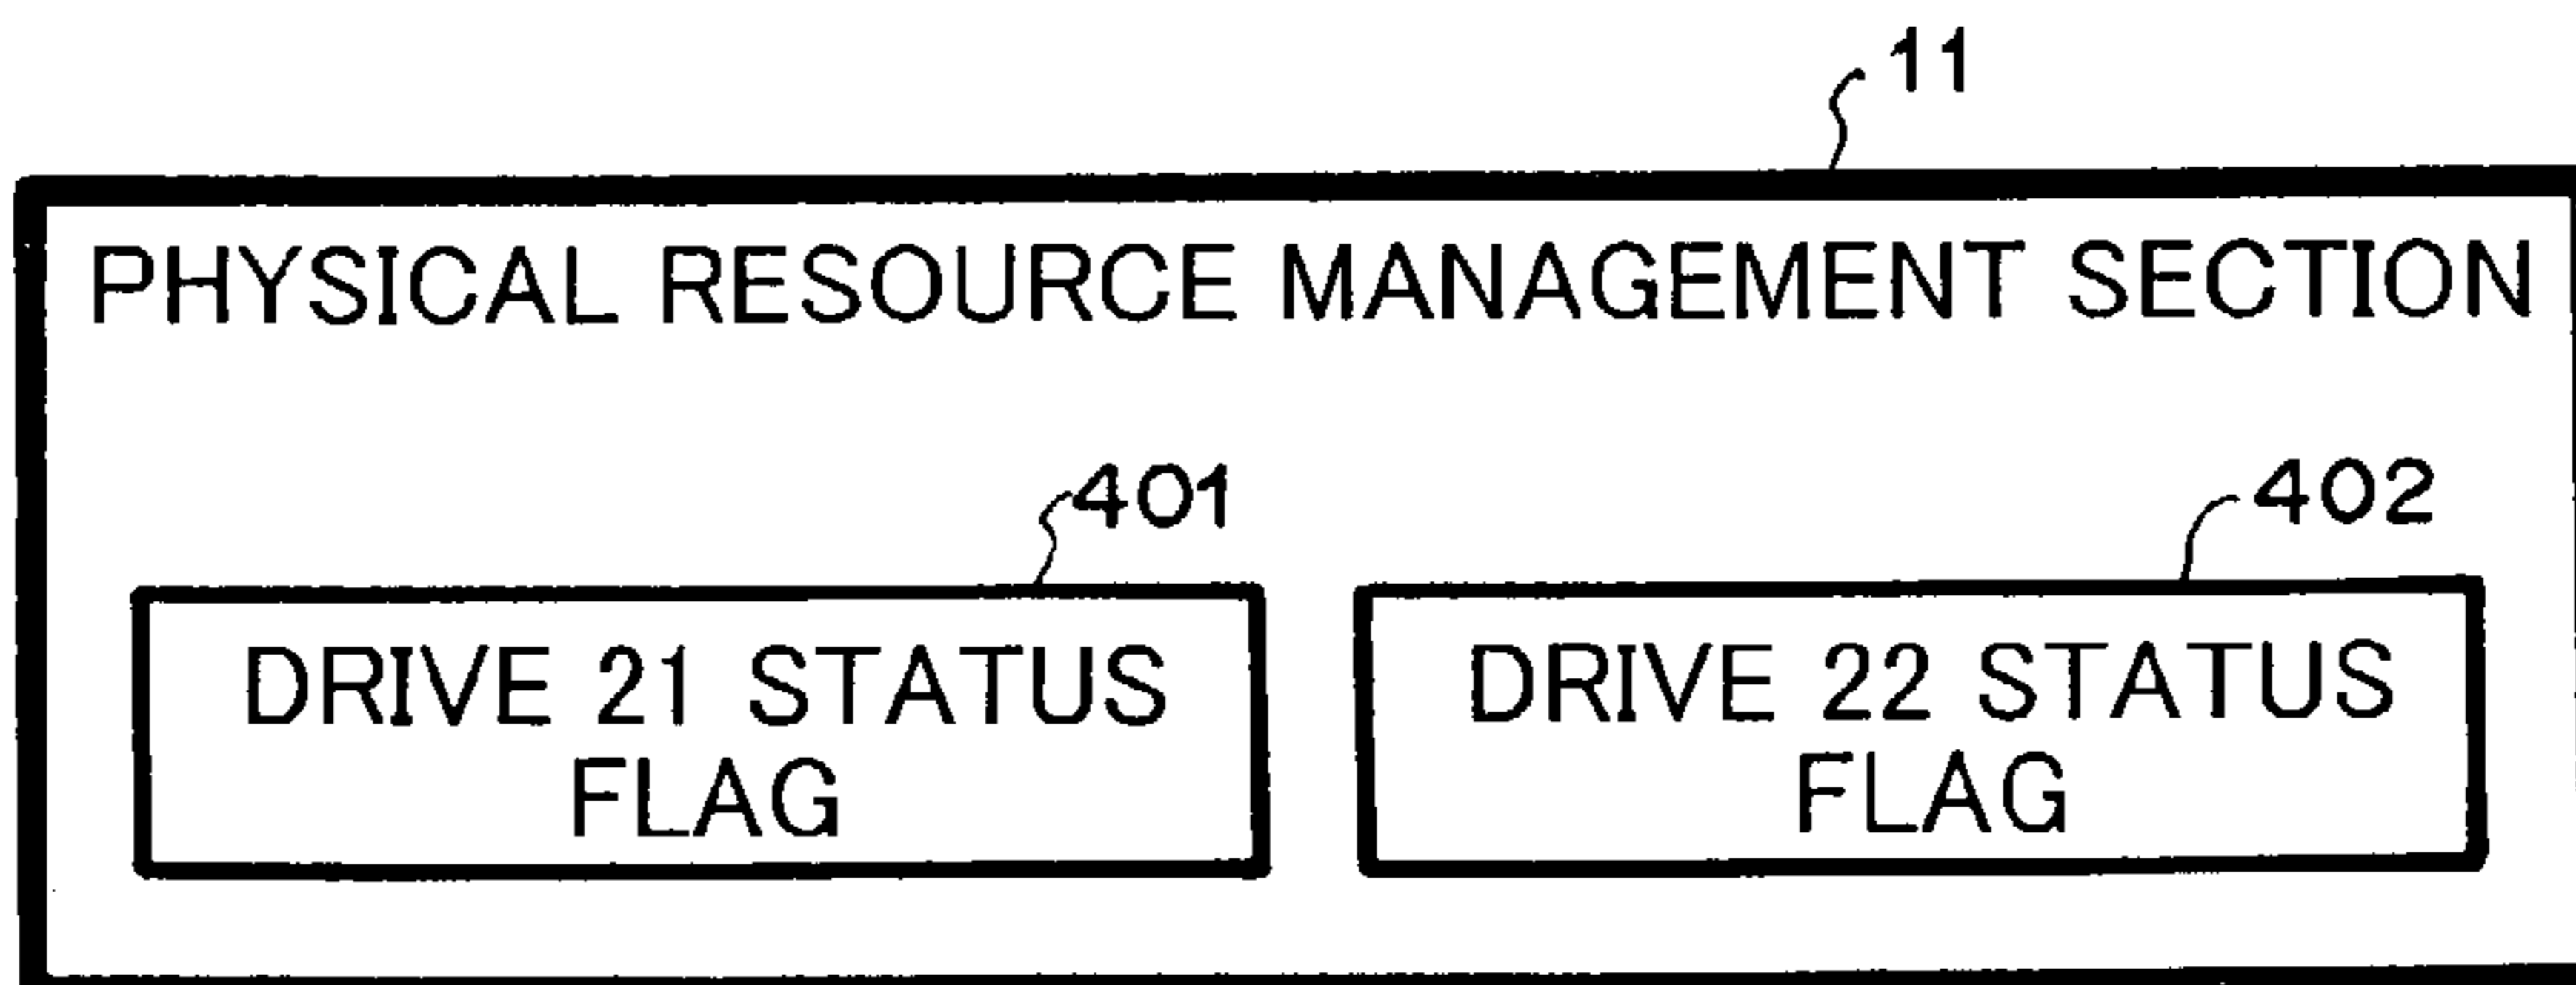 11
PHYSICAL RESOURCE MANAGEMENT SECTION
401
402
DRIVE 21 STATUS
FLAG
DRIVE 22 STATUS
FLAG